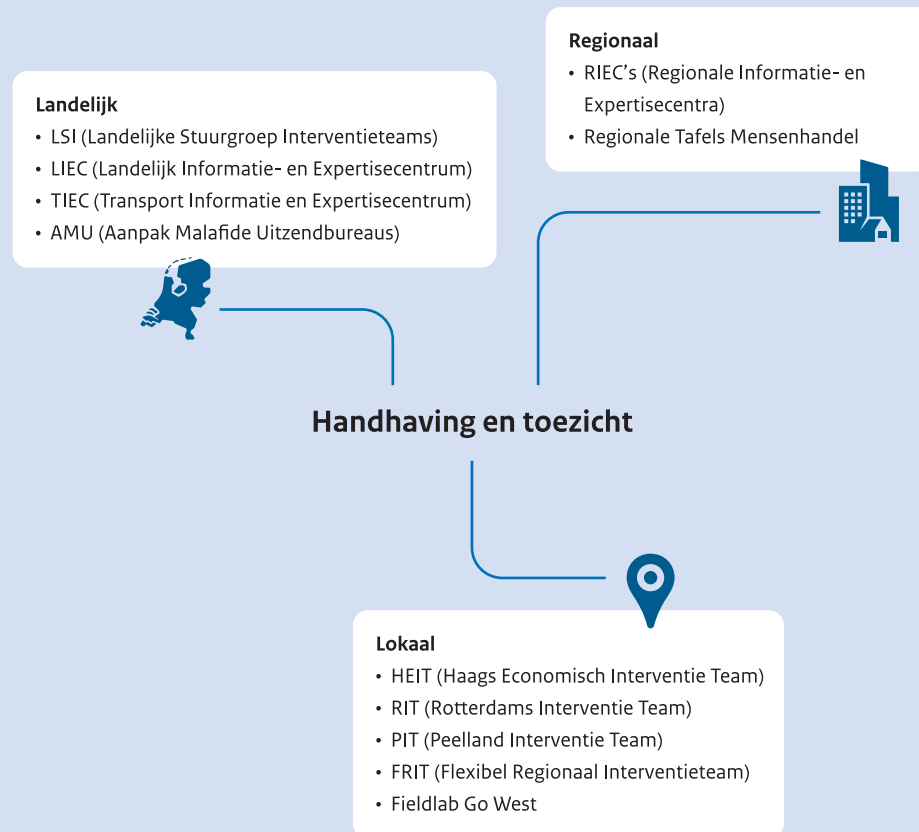 Landelijk
• LSI (Landelijke Stuurgroep Interventieteams)
• LIEC (Landelijk Informatie- en Expertisecentrum)
• TIEC (Transport Informatie en Expertisecentrum)
• AMU (Aanpak Malafide Uitzendbureaus)
Regionaal
• RIEC’s (Regionale Informatie- en
Expertisecentra)
• Regionale Tafels Mensenhandel
Handhaving en toezicht
Lokaal
• HEIT (Haags Economisch Interventie Team)
• RIT (Rotterdams Interventie Team)
• PIT (Peelland Interventie Team)
• FRIT (Flexibel Regionaal Interventieteam)
• Fieldlab Go West